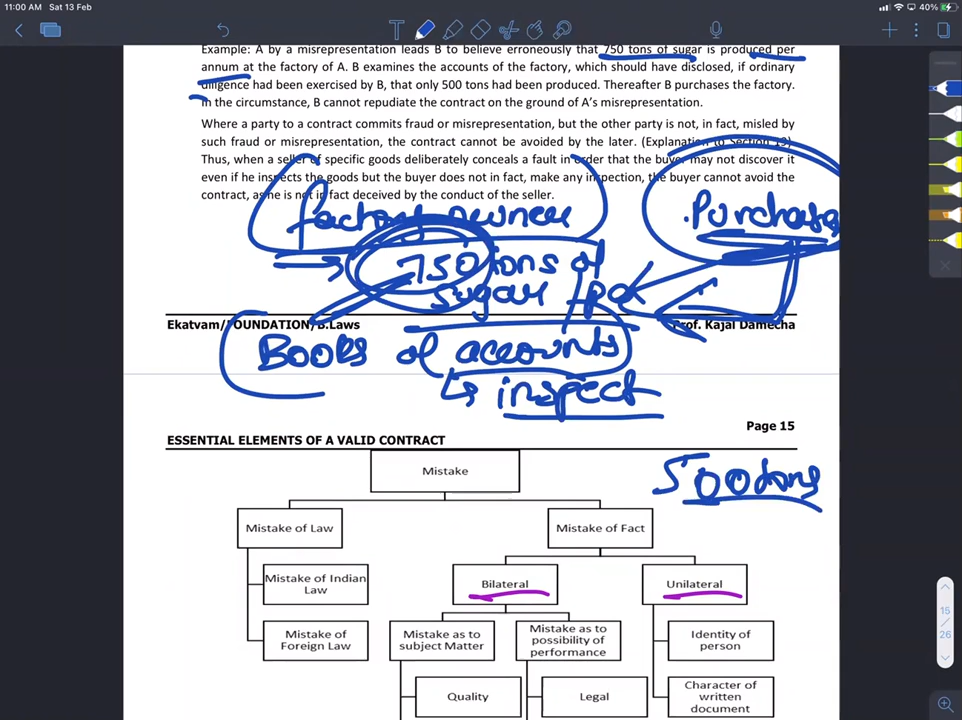 11:00 AM Sat 13 Feb
40%
Example: A by a misrepresentation leads B to believe erroneously that 750 tons of sugar is produced per
annum at the factory of A. B examines the accounts of the factory, which should have disclosed, if ordinary
diligence had been exercised by B, that only 500 tons had been produced. Thereafter B purchases the factory.
In the circumstance, B cannot repudiate the contract on the ground of A's misrepresentation.
Where a party to a contract commits fraud or misrepresentation, but the other party is not, in fact, misled by
such fraud or misrepresentation, the contract cannot be avoided by the later. (Explanation to Section 19)
Thus, when a seller of specific goods deliberately conceals a fault in order that the buyer may not discover it
even if he inspects the goods but the buyer does not in fact, make any inspection, the buyer cannot avoid the
contract, as he is not in fact deceived by the conduct of the seller.
factory owner
Purchaser
750 tons of
sugar /pa
Ekatvam/FOUNDATION/B.Laws Prof. Kajal Damecha
Books of accounts
inspect
Page 15
ESSENTIAL ELEMENTS OF A VALID CONTRACT
500 tons
Mistake
Mistake of Law
Mistake of Fact
Mistake of Indian
Law
Bilateral
Unilateral
Mistake of
Foreign Law
Mistake as to
subject Matter
Mistake as to
possibility of
performance
Identity of
person
Quality
Legal
Character of
written
document
15
/
26